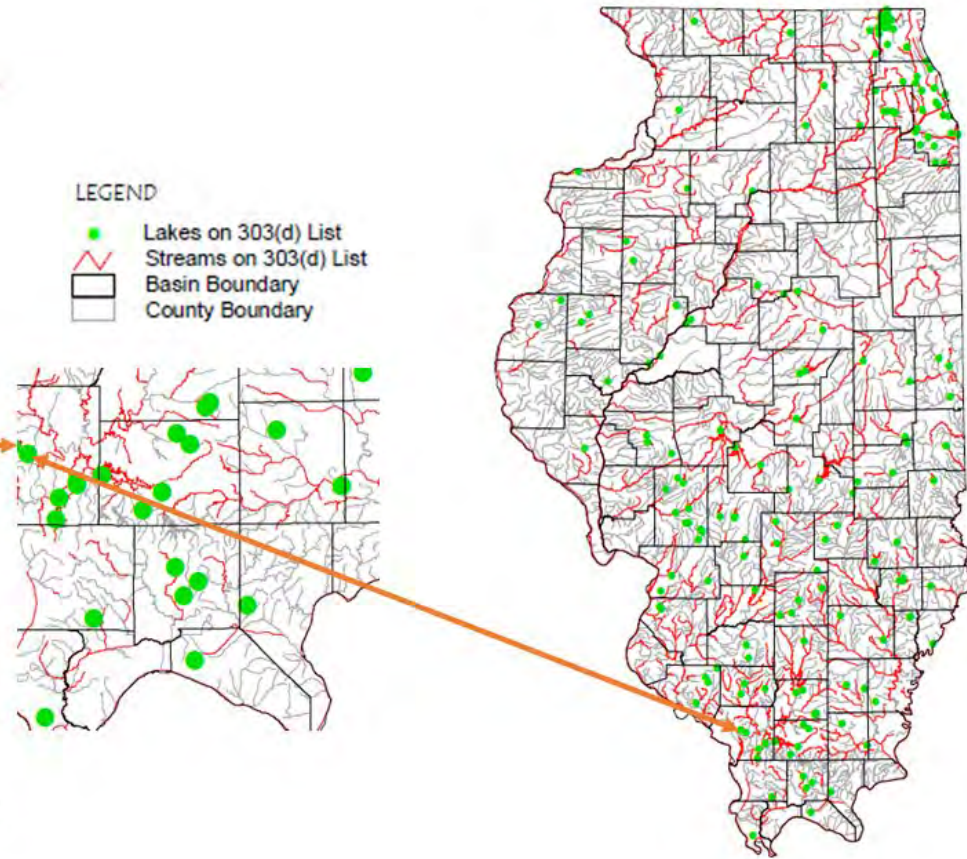 LEGEND
Lakes on 303(d) List
Streams on 303(d) List
Basin Boundary
County Boundary